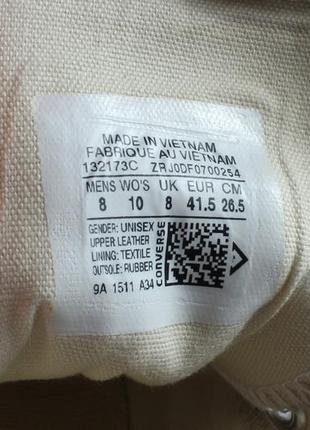 MADE IN VIETNAM
FABRIQUE AU VIETNAM
132173C ZRJ0DF0700254
MENS WO'S UK EUR CM
8 10 8 41.5 26.5
GENDER: UNISEX
UPPER LEATHER
LINING: TEXTILE
OUTSOLE: RUBBER
9A 1511 A34
CONVERSE